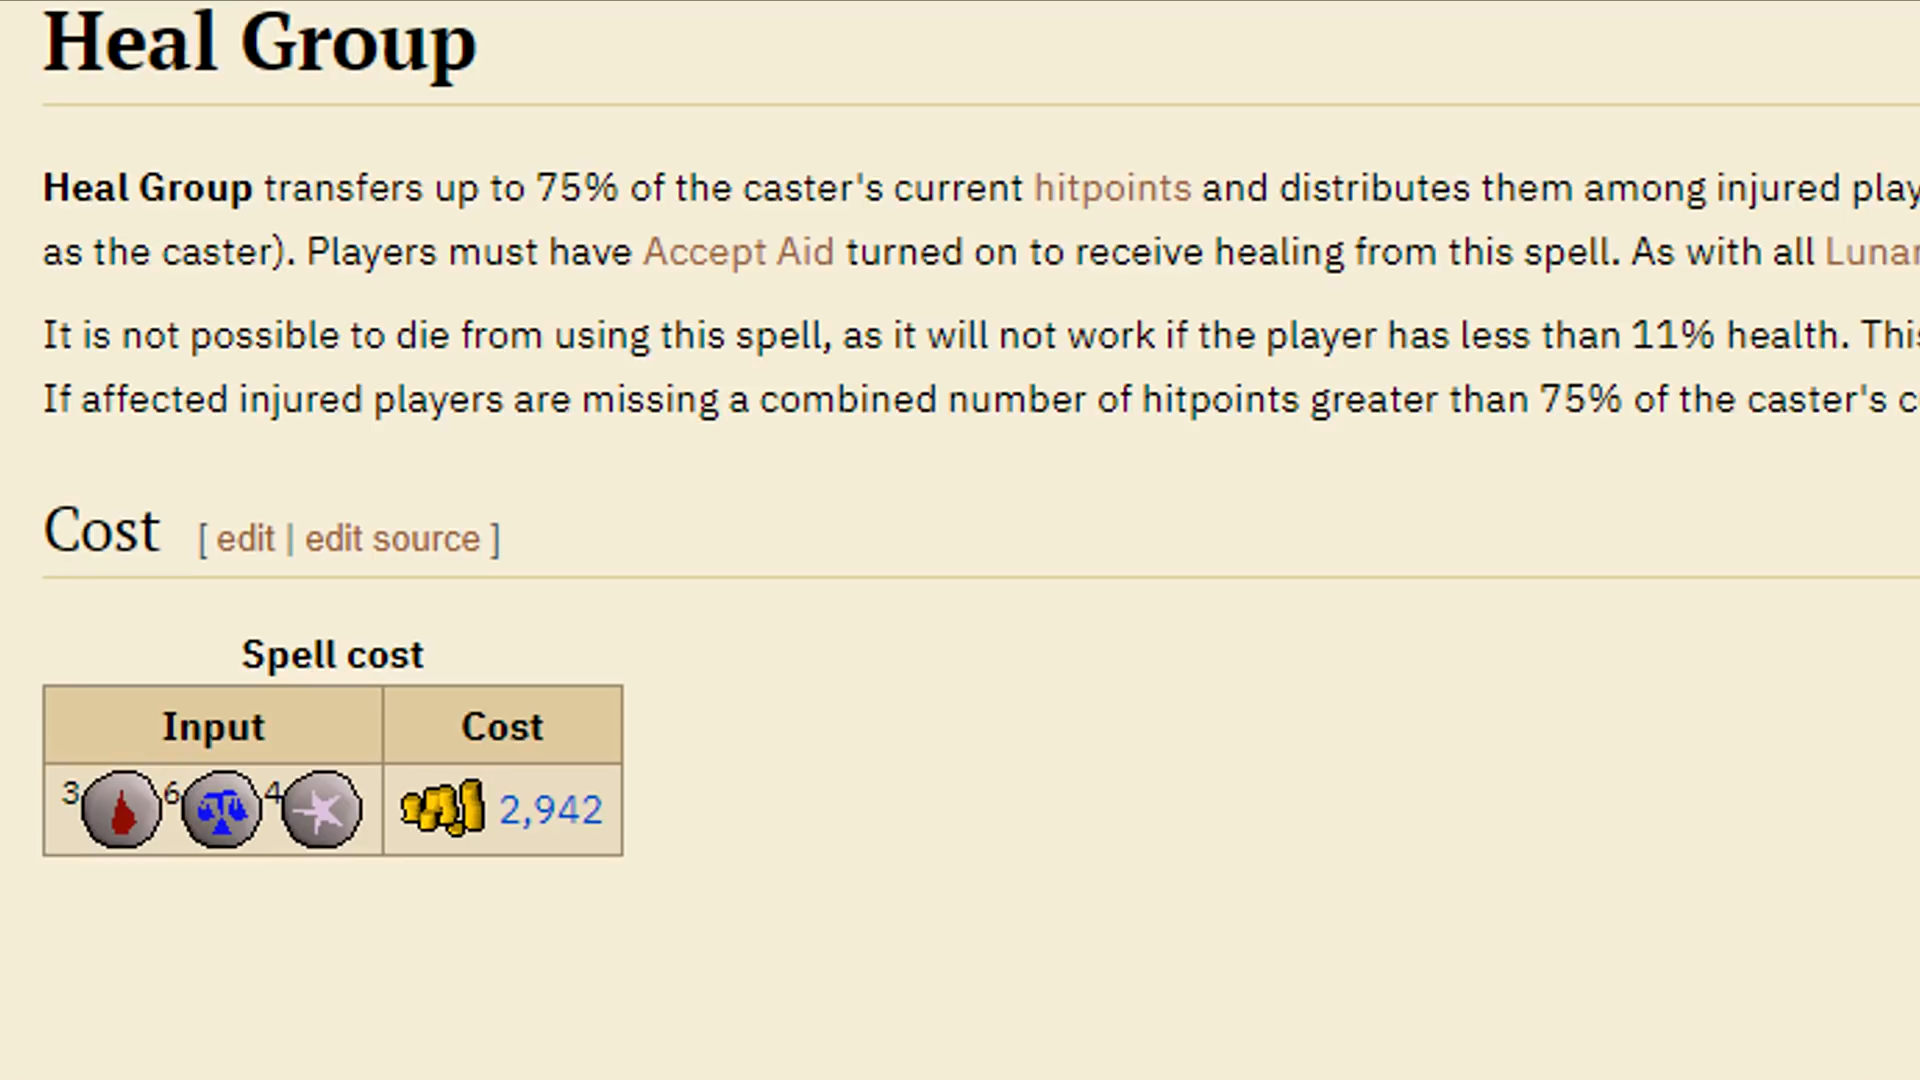 Heal Group
Heal Group transfers up to 75% of the caster's current hitpoints and distributes them among injured play
as the caster). Players must have Accept Aid turned on to receive healing from this spell. As with all Lunar
It is not possible to die from using this spell, as it will not work if the player has less than 11% health. This
If affected injured players are missing a combined number of hitpoints greater than 75% of the caster's c
Cost [ edit | edit source ]
Spell cost
Input Cost
3 6 4 2,942